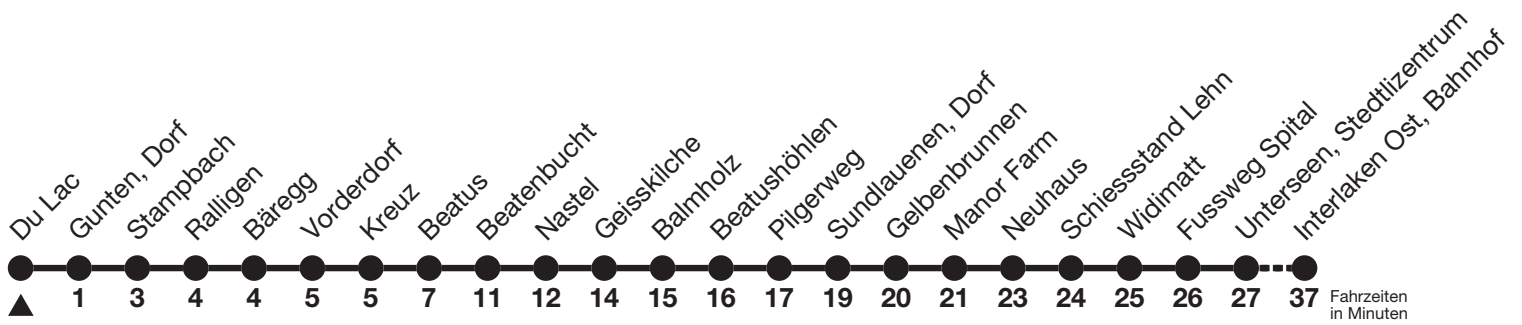 Du Lac
Gunten, Dorf
Stampbach
Ralligen
Bäregg
Vorderdorf
Kreuz
Beatus
Beatenbucht
Nastel
Geisskilche
Balmholz
Beatushöhlen
Pilgerweg
Sundlauenen, Dorf
Gelbenbrunnen
Manor Farm
Neuhaus
Schiessstand Lehn
Widimatt
Fussweg Spital
Unterseen, Stedtlizentrum
Interlaken Ost, Bahnhof
1 3 4 4 5 5 7 11 12 14 15 16 17 19 20 21 23 24 25 26 27 37
Fahrzeiten
in Minuten